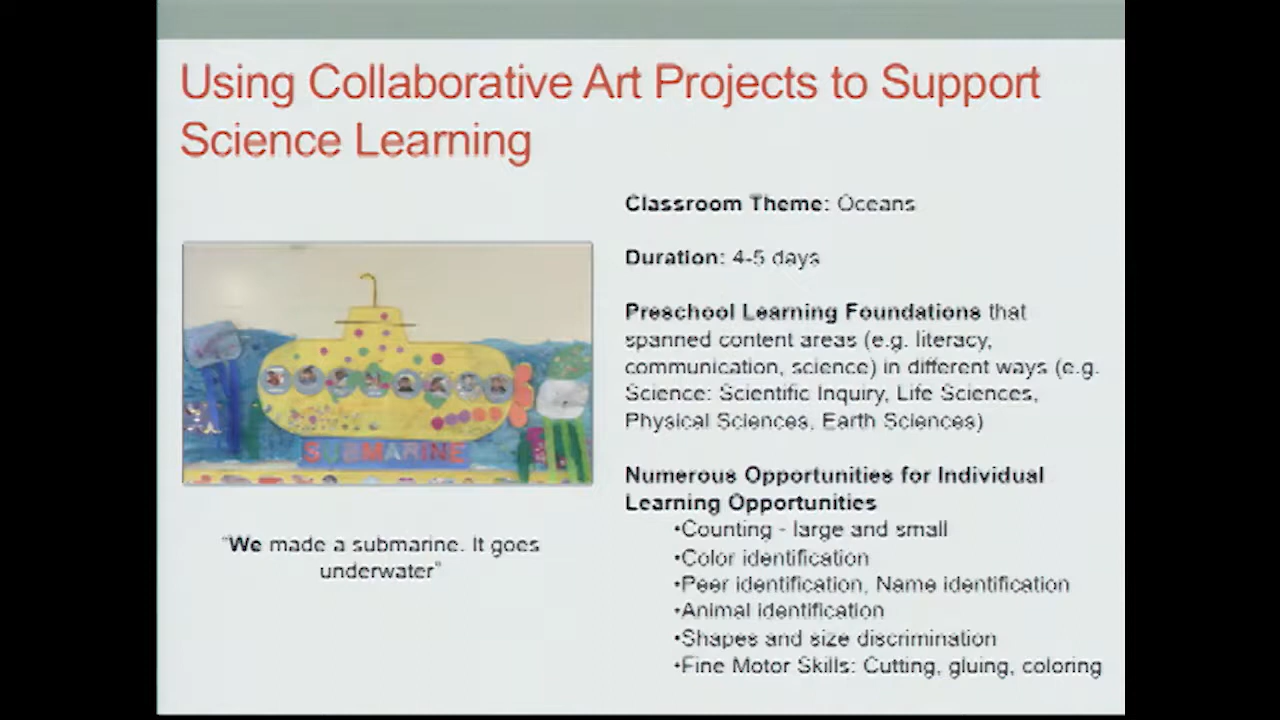 Using Collaborative Art Projects to Support
Science Learning
Classroom Theme: Oceans
Duration: 4-5 days
Preschool Learning Foundations that
spanned content areas (e.g. literacy,
communication, science) in different ways (e.g.
Science: Scientific Inquiry, Life Sciences,
Physical Sciences, Earth Sciences)
Numerous Opportunities for Individual
Learning Opportunities
•Counting - large and small
•Color identification
•Peer identification, Name identification
•Animal identification
•Shapes and size discrimination
•Fine Motor Skills: Cutting, gluing, coloring
SUBMARINE
"We made a submarine. It goes
underwater"